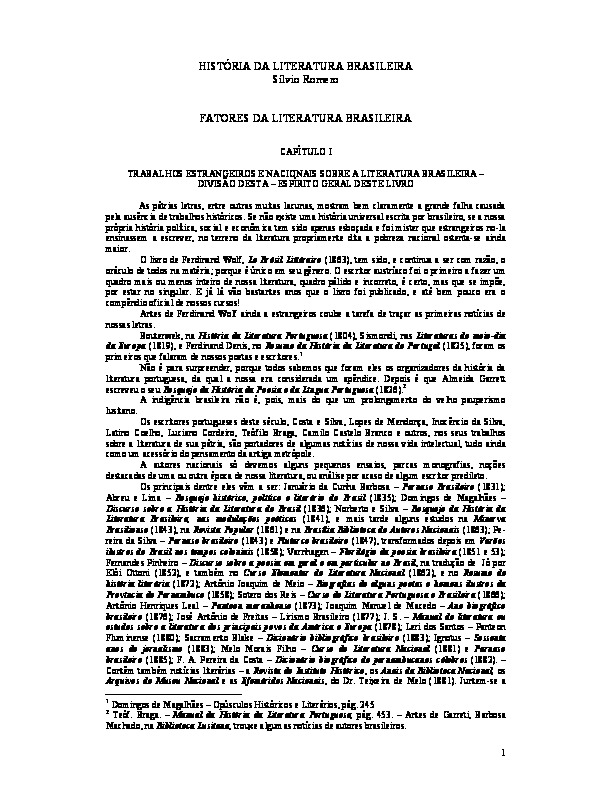 HISTÓRIA DA LITERATURA BRASILEIRA
Sílvio Romero
FATORES DA LITERATURA BRASILEIRA
CAPÍTULO I
TRABALHOS ESTRANGEIROS E NACIONAIS SOBRE A LITERATURA BRASILEIRA –
DIVISÃO DESTA – ESPÍRITO GERAL DESTE LIVRO
As pátrias letras, entre outras muitas lacunas, mostram bem claramente a grande falha causada
pela ausência de trabalhos históricos. Se não existe uma história universal escrita por brasileiro, se a nossa
própria história política, social e econômica tem sido apenas esboçada e foi mister que estrangeiros no-la
ensinassem a escrever, no terreno da literatura propriamente dita a pobreza nacional ostenta-se ainda
maior.
O livro de Ferdinand Wolf, Le Brésil Littéraire (1863), tem sido, e continua a ser com razão, o
oráculo de todos na matéria; porque é único em seu gênero. O escritor austríaco foi o primeiro a fazer um
quadro mais ou menos inteiro de nossa literatura, quadro pálido e incorreto, é certo, mas que se impõe,
por estar no singular. E já lá vão bastantes anos que o livro foi publicado, e até bem pouco era o
compêndio oficial de nossos cursos!
Antes de Ferdinand Wolf ainda a estrangeiros coube a tarefa de traçar as primeiras notícias de
nossas letras.
Bouterwek, na História da Literatura Portuguesa (1804), Sismondi, nas Literaturas do meio-dia
da Europa (1819), e Ferdinand Denis, no Resumo da História da Literatura de Portugal (1825), foram os
primeiros que falaram de nossos poetas e escritores.1
Não é para surpreender, porque todos sabemos que foram eles os organizadores da história da
literatura portuguesa, da qual a nossa era considerada um apêndice. Depois é que Almeida Garrett
escreveu o seu Bosquejo da História da Poesia e da Língua Portuguesa (1826).2
A indigência brasileira não é, pois, mais do que um prolongamento do velho pauperismo
lusitano.
Os escritores portugueses deste século, Costa e Silva, Lopes de Mendonça, Inocêncio da Silva,
Latino Coelho, Luciano Cordeiro, Teófilo Braga, Camilo Castelo Branco e outros, nos seus trabalhos
sobre a literatura de sua pátria, são portadores de algumas notícias de nossa vida intelectual, tudo ainda
como um acessório do pensamento da antiga metrópole.
A autores nacionais só devemos alguns pequenos ensaios, parcas monografias, noções
destacadas de uma ou outra época de nossa literatura, ou análise por acaso de algum escritor predileto.
Os principais dentre eles vêm a ser: Januário da Cunha Barbosa – Parnaso Brasileiro (1831);
Abreu e Lima – Bosquejo histórico, político e literário do Brasil (1835); Domingos de Magalhães –
Discurso sobre a História da Literatura do Brasil (1836); Norberto e Silva – Bosquejo da História da
Literatura Brasileira, nas modulações poéticas (1841), e mais tarde alguns estudos na Minerva
Brasiliense (1843), na Revista Popular (1861) e na Brasília Biblioteca de Autores Nacionais (1863); Pe-
reira da Silva – Parnaso brasileiro (1843) e Plutarco brasileiro (1847), transformados depois em Varões
ilustres do Brasil nos tempos coloniais (1858); Varnhagen – Florilégio da poesia brasileira (1851 e 53);
Fernandes Pinheiro – Discurso sobre a poesia em geral e em particular no Brasil, na tradução de Jó por
Elói Ottoni (1852), e também no Curso Elementar de Literatura Nacional (1862), e no Resumo de
história literária (1872); Antônio Joaquim de Melo – Biografias de alguns poetas e homens ilustres da
Província de Pernambuco (1858); Sotero dos Reis – Curso de Literatura Portuguesa e Brasileira (1866);
Antônio Henriques Leal – Panteon maranhense (1873); Joaquim Manuel de Macedo – Ano biográfico
brasileiro (1876); José Antônio de Freitas – Lirismo Brasileiro (1877); J. S. – Manual de literatura ou
estudos sobre a literatura dos principais povos da América e Europa (1878); Leri dos Santos – Panteon
Fluminense (1880); Sacramento Blake – Dicionário bibliográfico brasileiro (1883); Ignotus – Sessenta
anos de jornalismo (1883); Melo Morais Filho – Curso de Literatura Nacional (1881) e Parnaso
brasileiro (1885); F. A. Pereira da Costa – Dicionário biográfico de pernambucanos célebres (1882). –
Contêm também notícias literárias – a Revista do Instituto Histórico, os Anais da Biblioteca Nacional, os
Arquivos do Museu Nacional e as Efemérides Nacionais, do Dr. Teixeira de Melo (1881). Juntem-se a
1 Domingos de Magalhães – Opúsculos Históricos e Literários, pág. 245
2 Teóf. Braga. – Manual da História da Literatura Portuguesa, pág. 453. – Antes de Garrett, Barbosa
Machado, na Biblioteca Lusitana, trouxe algumas notícias de autores brasileiros.
1